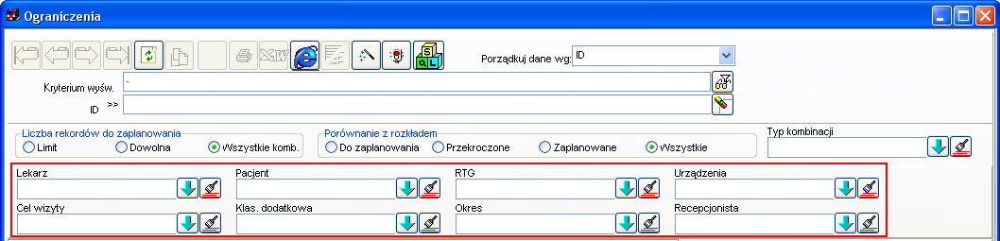 Ograniczenia
Porządkuj dane wg: ID
Kryterium wyśw. .
ID >>
Liczba rekordów do zaplanowania Porównanie z rozkładem Typ kombinacji
Limit Dowolna Wszystkie komb. Do zaplanowania Przekroczone Zaplanowane Wszystkie
Lekarz Pacjent RTG Urządzenia
Cel wizyty Klas. dodatkowa Okres Recepcjonista